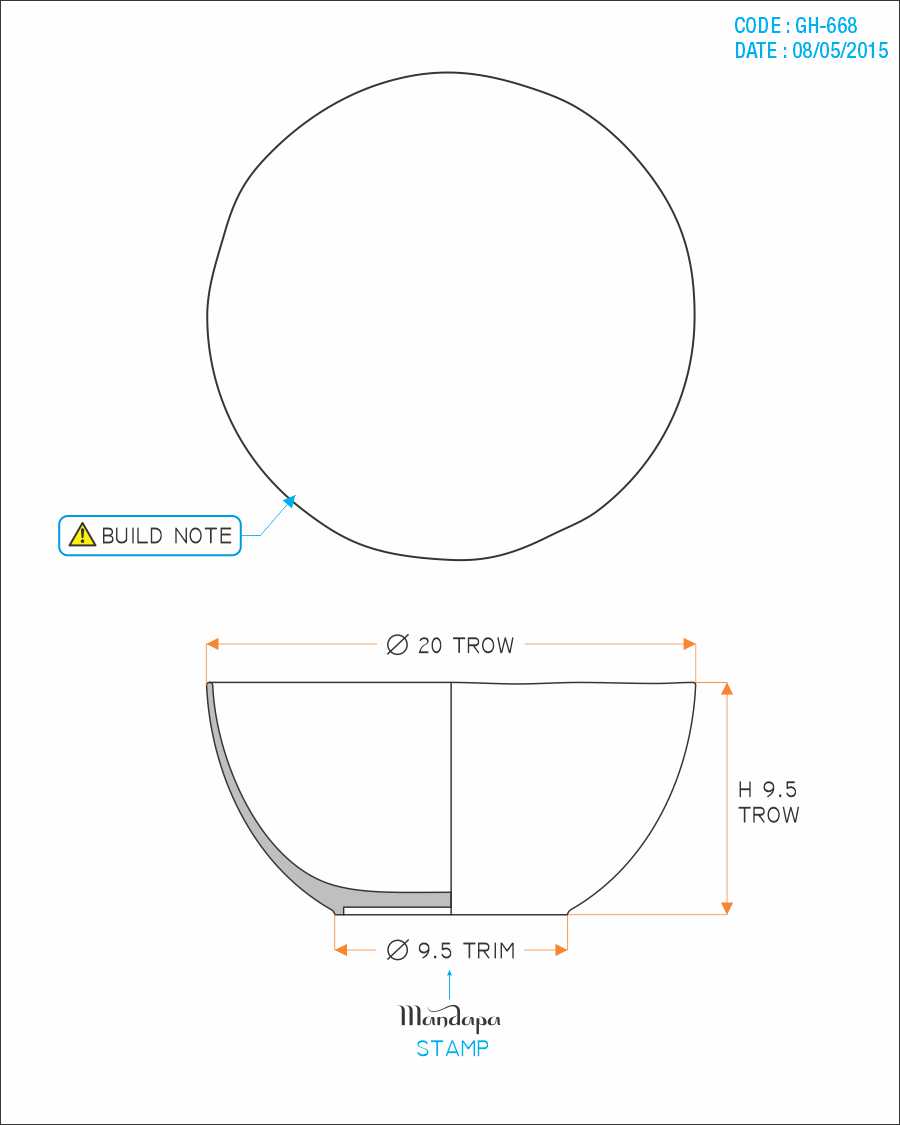 CODE : GH-668
DATE : 08/05/2015
BUILD NOTE
Ø 20 TROW
H 9.5
TROW
Ø 9.5 TRIM
Mandapa
STAMP